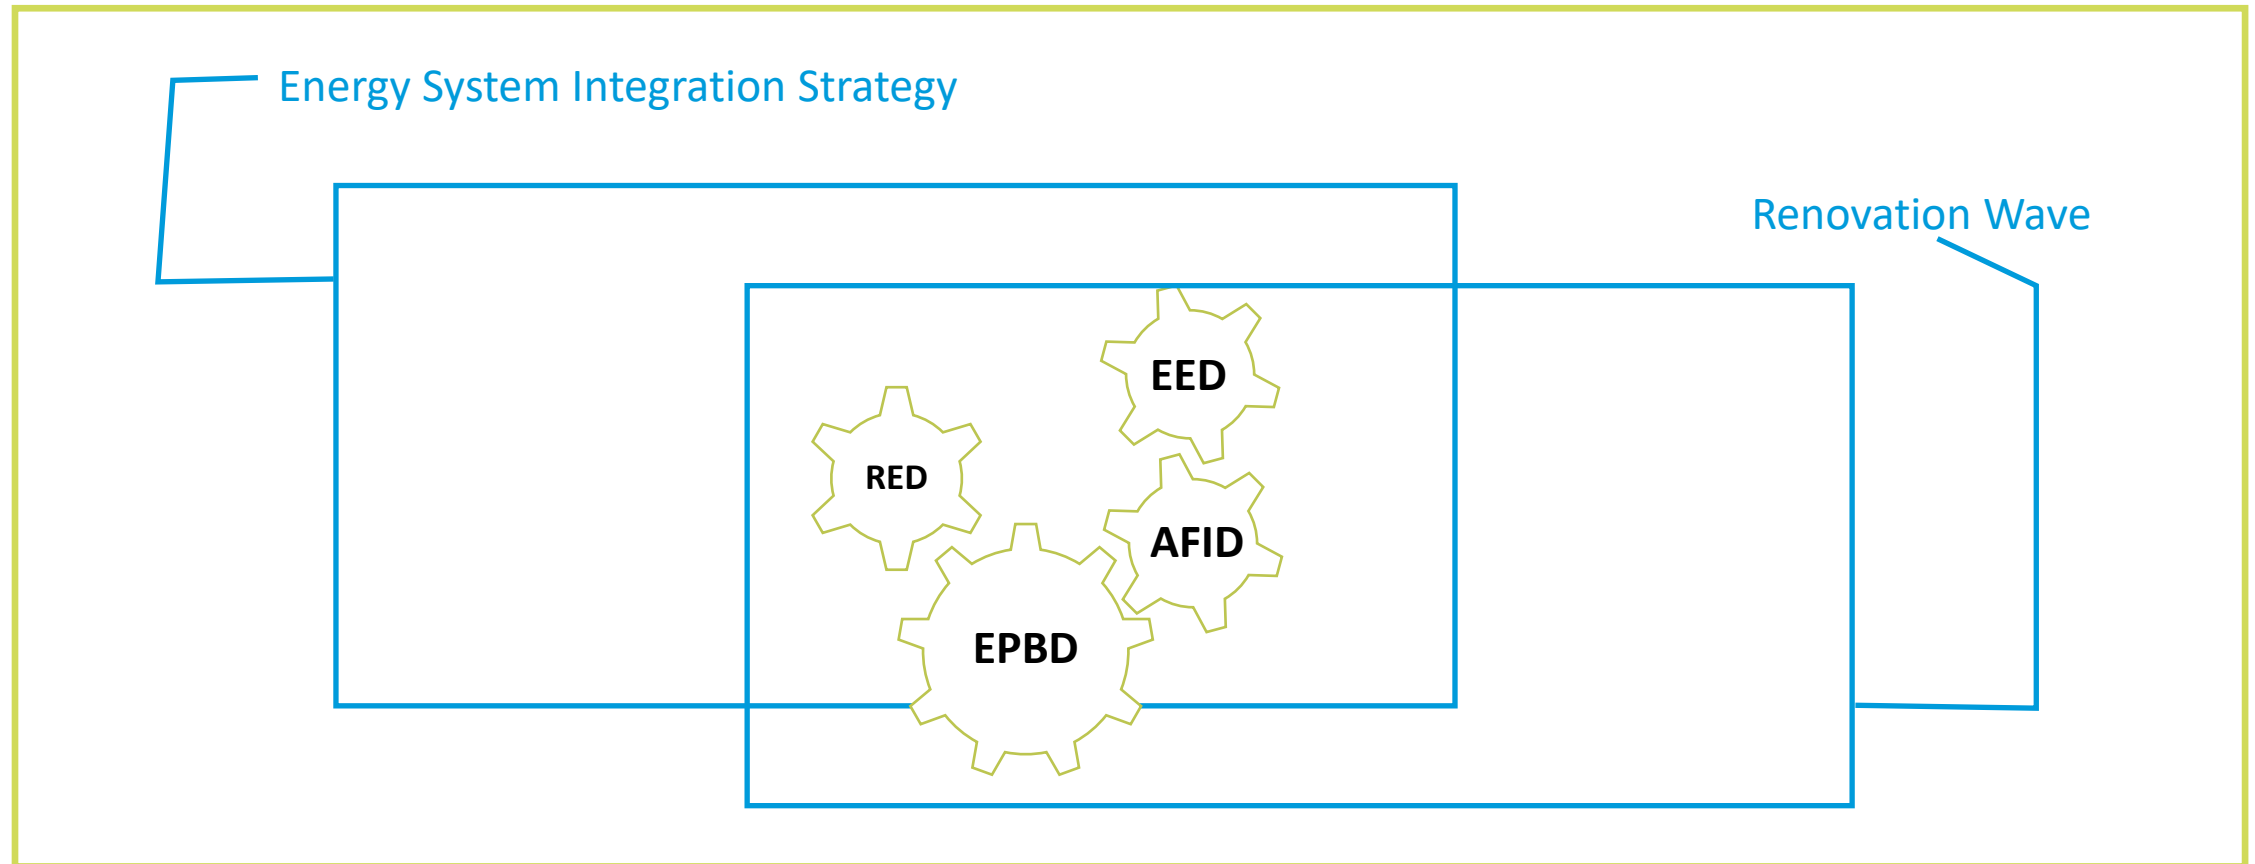 Energy System Integration Strategy
Renovation Wave
EED
RED
AFID
EPBD